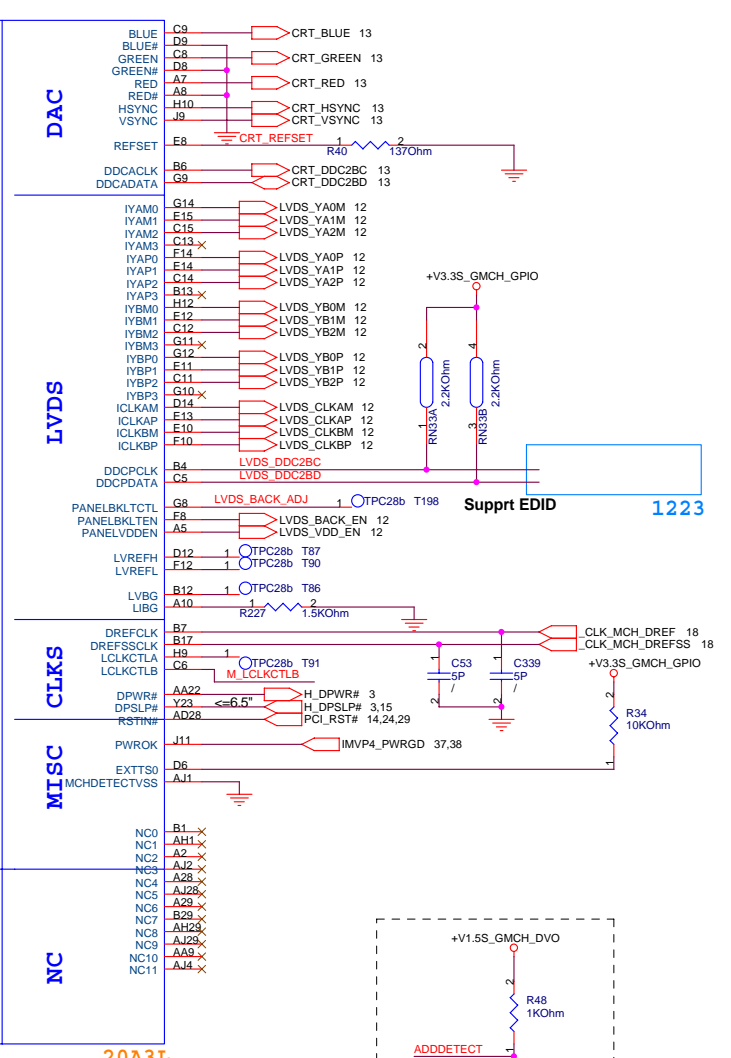 DAC
BLUE C9 CRT_BLUE 13
BLUE# D9
GREEN C8 CRT_GREEN 13
GREEN# D8
RED A7 CRT_RED 13
RED# A8
HSYNC H10 CRT_HSYNC 13
VSYNC J9 CRT_VSYNC 13
REFSET E8 CRT_REFSET 1 R40 2 137Ohm
DDCACLK B6 CRT_DDC2BC 13
DDCADATA G9 CRT_DDC2BD 13
LVDS
IYAM0 G14 LVDS_YA0M 12
IYAM1 E15 LVDS_YA1M 12
IYAM2 C15 LVDS_YA2M 12
IYAM3 C13
IYAP0 F14 LVDS_YA0P 12
IYAP1 E14 LVDS_YA1P 12
IYAP2 C14 LVDS_YA2P 12
IYAP3 B13
IYBM0 H12 LVDS_YB0M 12
IYBM1 E12 LVDS_YB1M 12
IYBM2 C12 LVDS_YB2M 12
IYBM3 G11
IYBP0 G12 LVDS_YB0P 12
IYBP1 E11 LVDS_YB1P 12
IYBP2 C11 LVDS_YB2P 12
IYBP3 G10
ICLKAM D14 LVDS_CLKAM 12
ICLKAP E13 LVDS_CLKAP 12
ICLKBM E10 LVDS_CLKBM 12
ICLKBP F10 LVDS_CLKBP 12
+V3.3S_GMCH_GPIO
2 RN33A 1 2.2KOhm
4 RN33B 3 2.2KOhm
DDCPCLK B4 LVDS_DDC2BC
DDCPDATA C5 LVDS_DDC2BD
Supprt EDID
1223
PANELBKLTCTL G8 LVDS_BACK_ADJ 1 TPC28b T198
PANELBKLTEN F8 LVDS_BACK_EN 12
PANELVDDEN A5 LVDS_VDD_EN 12
LVREFH D12 1 TPC28b T87
LVREFL F12 1 TPC28b T90
LVBG B12 1 TPC28b T86
LIBG A10 R227 1 2 1.5KOhm
CLKS
DREFCLK B7 CLK_MCH_DREF 18
DREFSSCLK B17 CLK_MCH_DREFSS 18
LCLKCTLA H9 1 TPC28b T91
LCLKCTLB C6 M_LCLKCTLB
1 C53 5P / 2
1 C339 5P / 2
+V3.3S_GMCH_GPIO
2 R34 10KOhm 1
DPWR# AA22 H_DPWR# 3
DPSLP# Y23 <=6.5" H_DPSLP# 3,15
RSTIN# AD28 PCI_RST# 14,24,29
MISC
PWROK J11 IMVP4_PWRGD 37,38
EXTTS0 D6
MCHDETECTVSS AJ1
NC0 B1
NC1 AH1
NC2 A2
NC3 AJ2
NC4 A28
NC5 AJ28
NC6 A29
NC7 B29
NC8 AH29
NC9 AJ29
NC10 AA9
NC11 AJ4
NC
+V1.5S_GMCH_DVO
2 R48 1KOhm 1
ADDDETECT